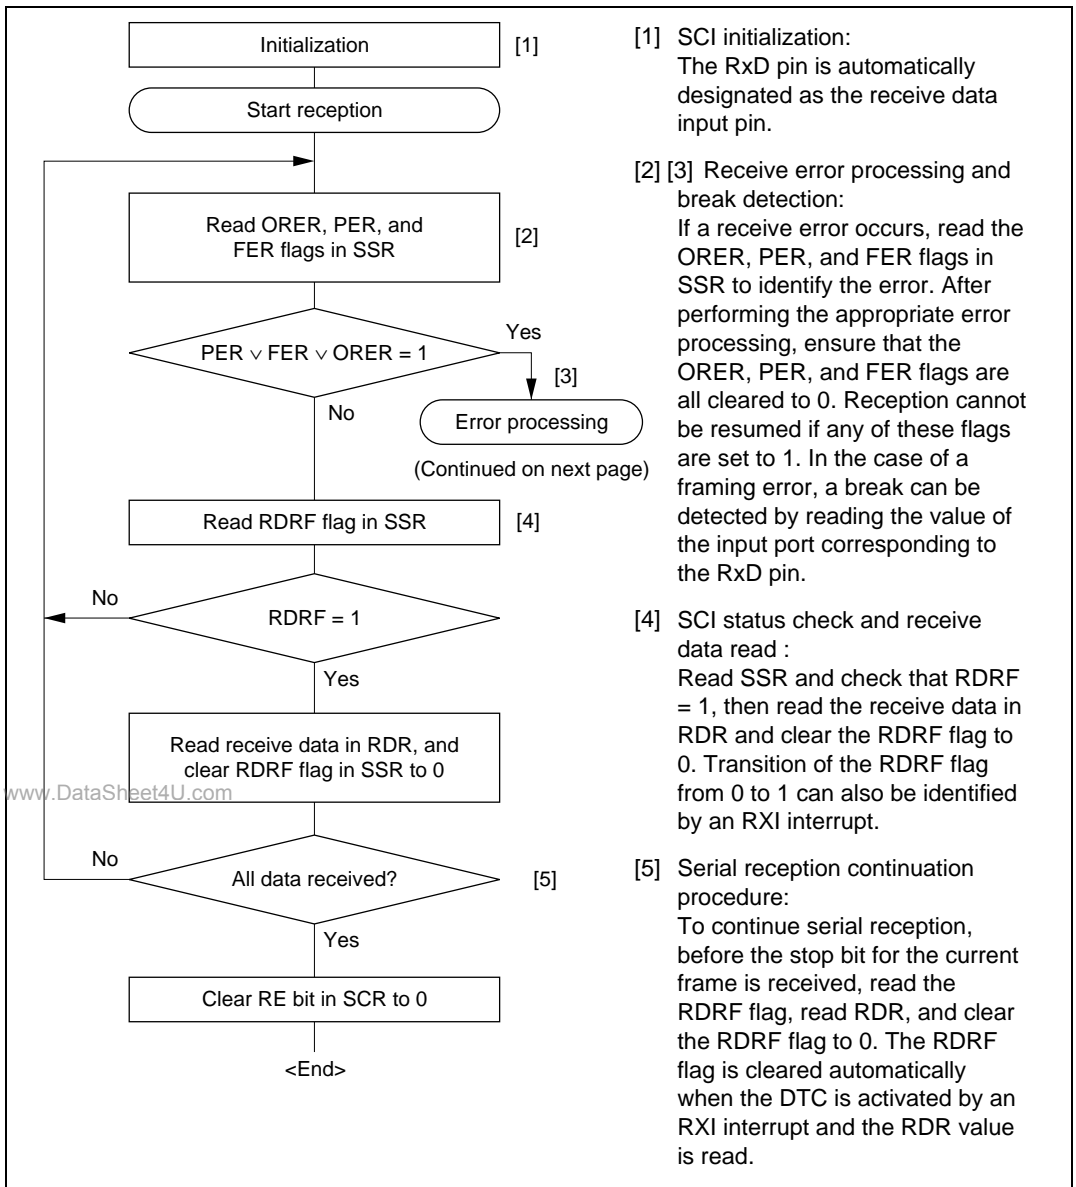 Initialization
[1]
Start reception
Read ORER, PER, and
FER flags in SSR
[2]
Yes
PER ∨ FER ∨ ORER = 1
[3]
No
Error processing
(Continued on next page)
Read RDRF flag in SSR
[4]
No
RDRF = 1
Yes
Read receive data in RDR, and
clear RDRF flag in SSR to 0
www.DataSheet4U.com
No
All data received?
[5]
Yes
Clear RE bit in SCR to 0
<End>
[1] SCI initialization:
The RxD pin is automatically
designated as the receive data
input pin.
[2] [3] Receive error processing and
break detection:
If a receive error occurs, read the
ORER, PER, and FER flags in
SSR to identify the error. After
performing the appropriate error
processing, ensure that the
ORER, PER, and FER flags are
all cleared to 0. Reception cannot
be resumed if any of these flags
are set to 1. In the case of a
framing error, a break can be
detected by reading the value of
the input port corresponding to
the RxD pin.
[4] SCI status check and receive
data read :
Read SSR and check that RDRF
= 1, then read the receive data in
RDR and clear the RDRF flag to
0. Transition of the RDRF flag
from 0 to 1 can also be identified
by an RXI interrupt.
[5] Serial reception continuation
procedure:
To continue serial reception,
before the stop bit for the current
frame is received, read the
RDRF flag, read RDR, and clear
the RDRF flag to 0. The RDRF
flag is cleared automatically
when the DTC is activated by an
RXI interrupt and the RDR value
is read.